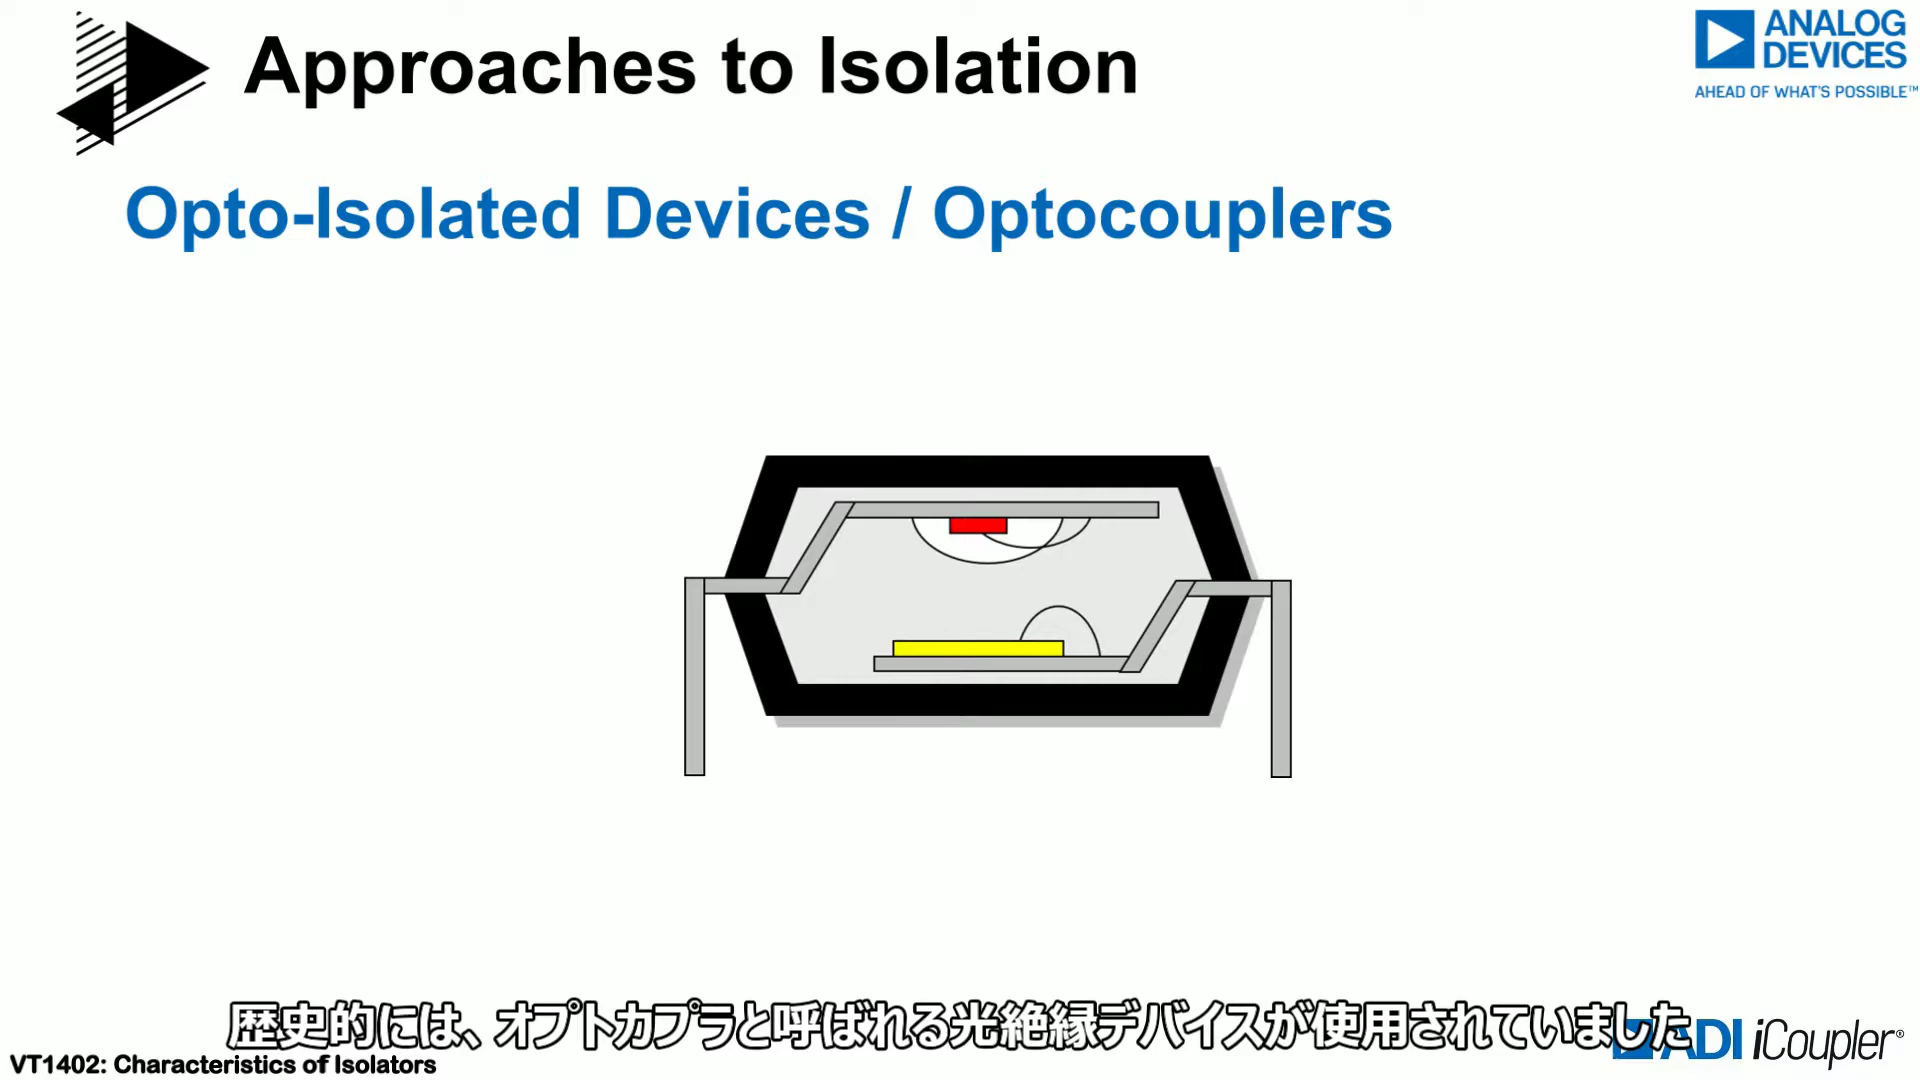 Approaches to Isolation
ANALOG
DEVICES
AHEAD OF WHAT'S POSSIBLE™
Opto-Isolated Devices / Optocouplers
歴史的には、オプトカプラと呼ばれる光絶縁デバイスが使用されていました
ADI iCoupler®
VT1402: Characteristics of Isolators